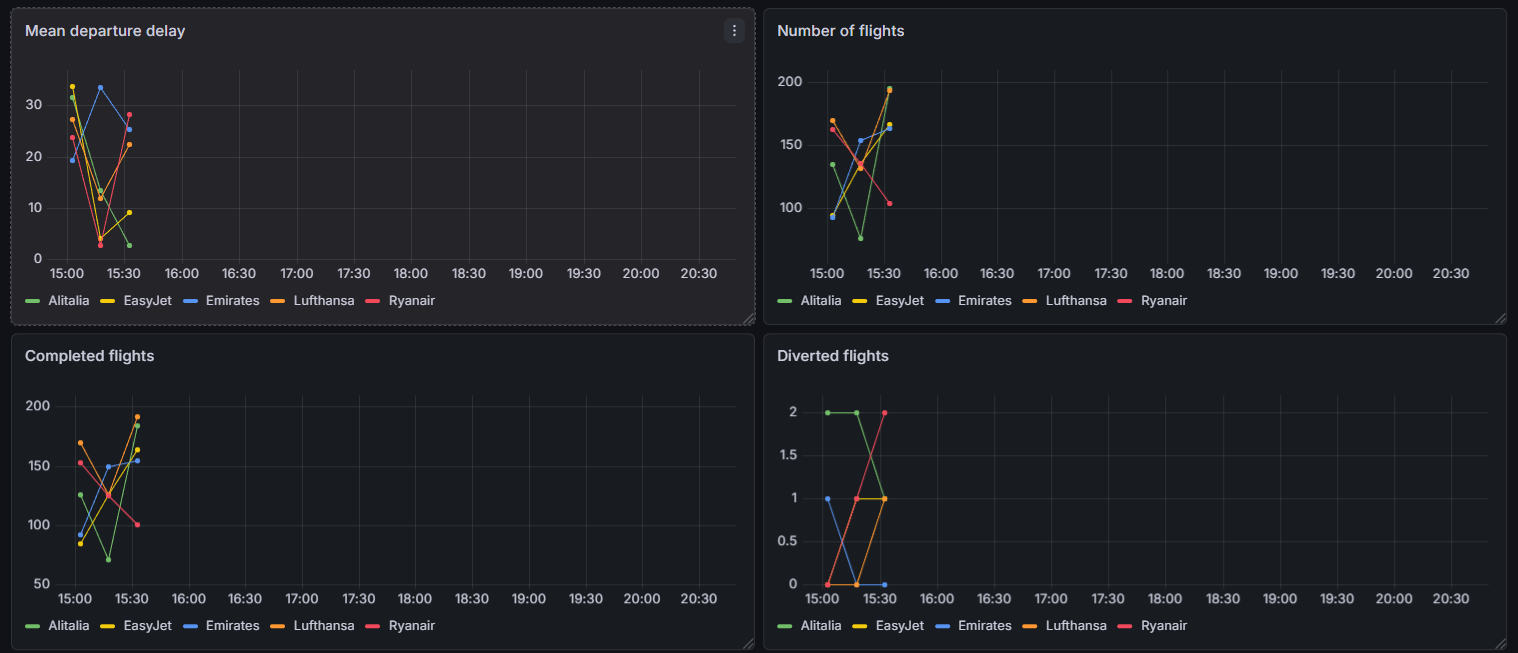 Mean departure delay
30
20
10
0
15:00 15:30 16:00 16:30 17:00 17:30 18:00 18:30 19:00 19:30 20:00 20:30
Alitalia EasyJet Emirates Lufthansa Ryanair
Number of flights
200
150
100
15:00 15:30 16:00 16:30 17:00 17:30 18:00 18:30 19:00 19:30 20:00 20:30
Alitalia EasyJet Emirates Lufthansa Ryanair
Completed flights
200
150
100
50
15:00 15:30 16:00 16:30 17:00 17:30 18:00 18:30 19:00 19:30 20:00 20:30
Alitalia EasyJet Emirates Lufthansa Ryanair
Diverted flights
2
1.5
1
0.5
0
15:00 15:30 16:00 16:30 17:00 17:30 18:00 18:30 19:00 19:30 20:00 20:30
Alitalia EasyJet Emirates Lufthansa Ryanair